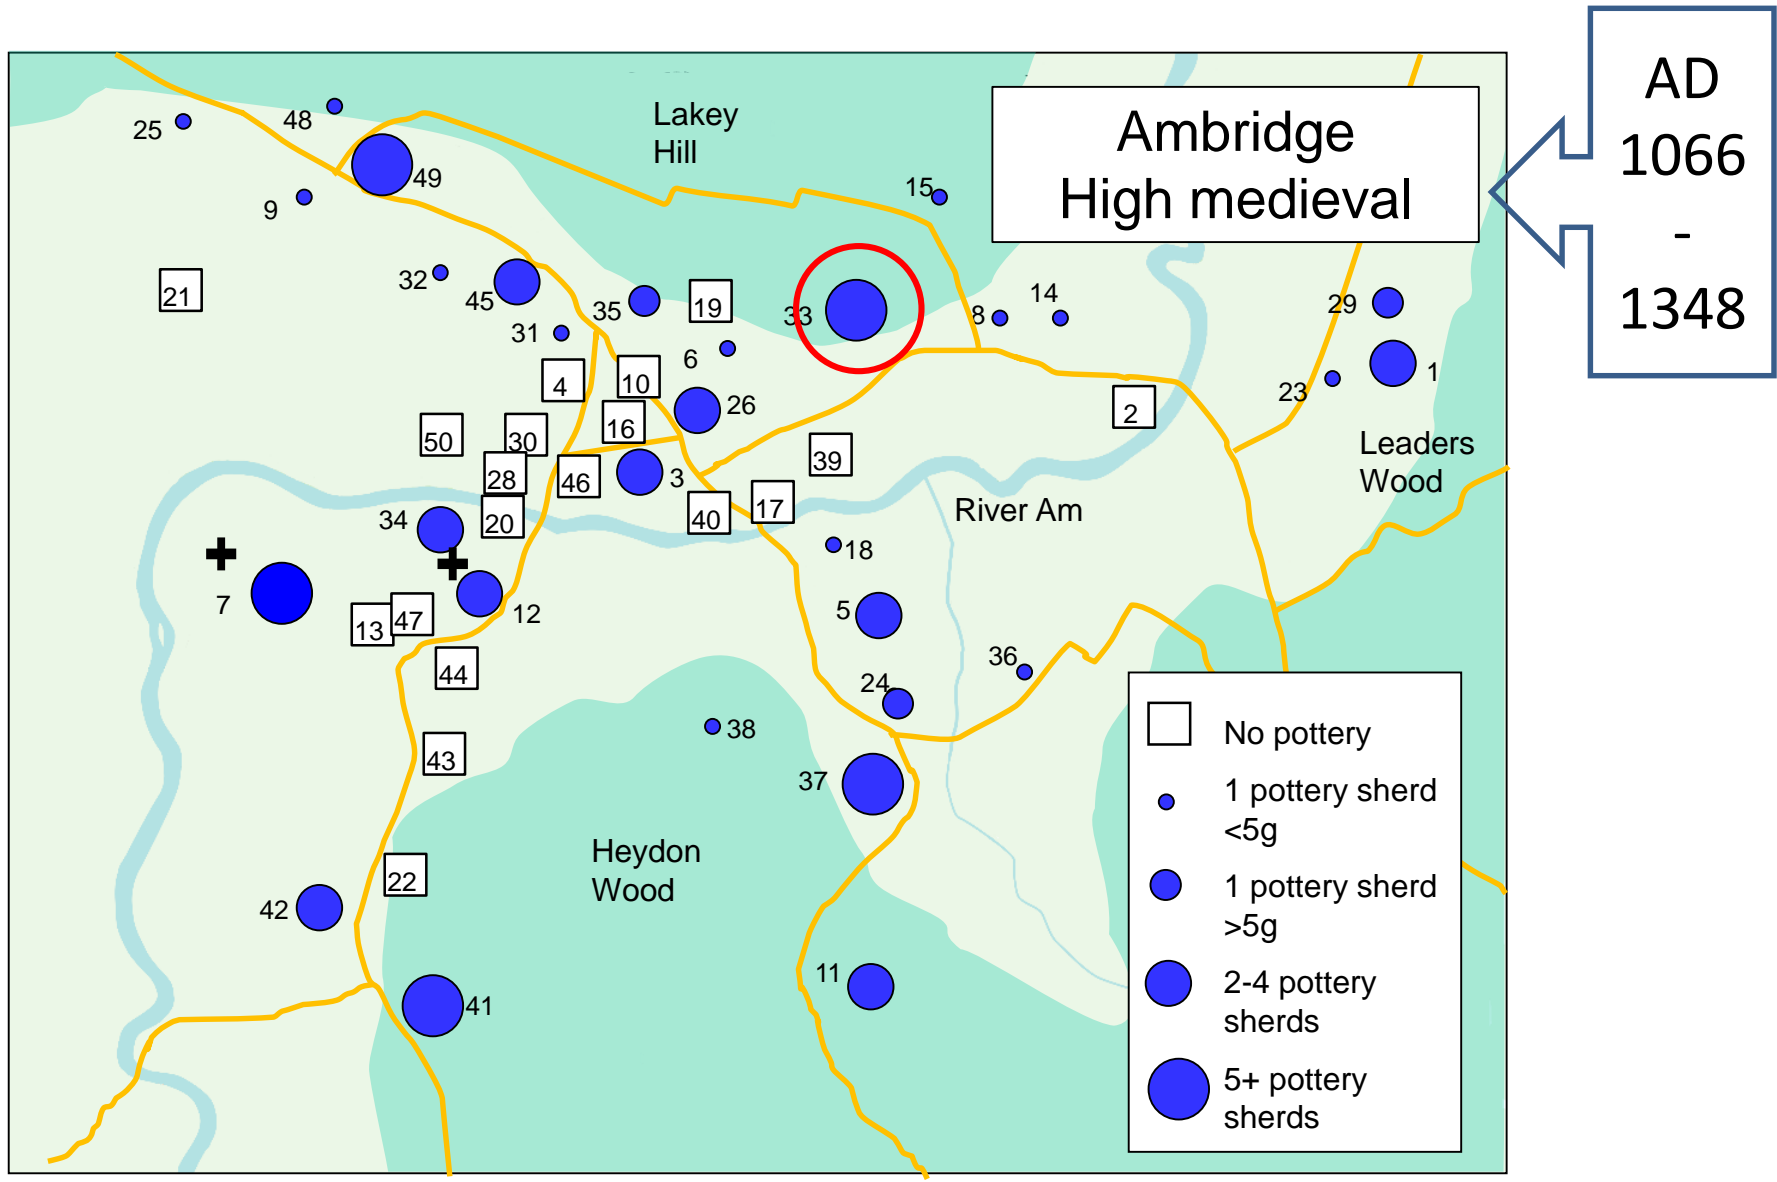 AD
1066
-
1348
Ambridge
High medieval
Lakey
Hill
25
48
49
9
15
32
45
21
35
19
33
8
14
29
31
6
4
10
26
23
1
2
50
30
16
Leaders
Wood
28
46
3
39
34
20
40
17
River Am
18
7
12
5
13
47
44
36
24
38
43
37
Heydon
Wood
22
42
41
11
No pottery
1 pottery sherd
<5g
1 pottery sherd
>5g
2-4 pottery
sherds
5+ pottery
sherds